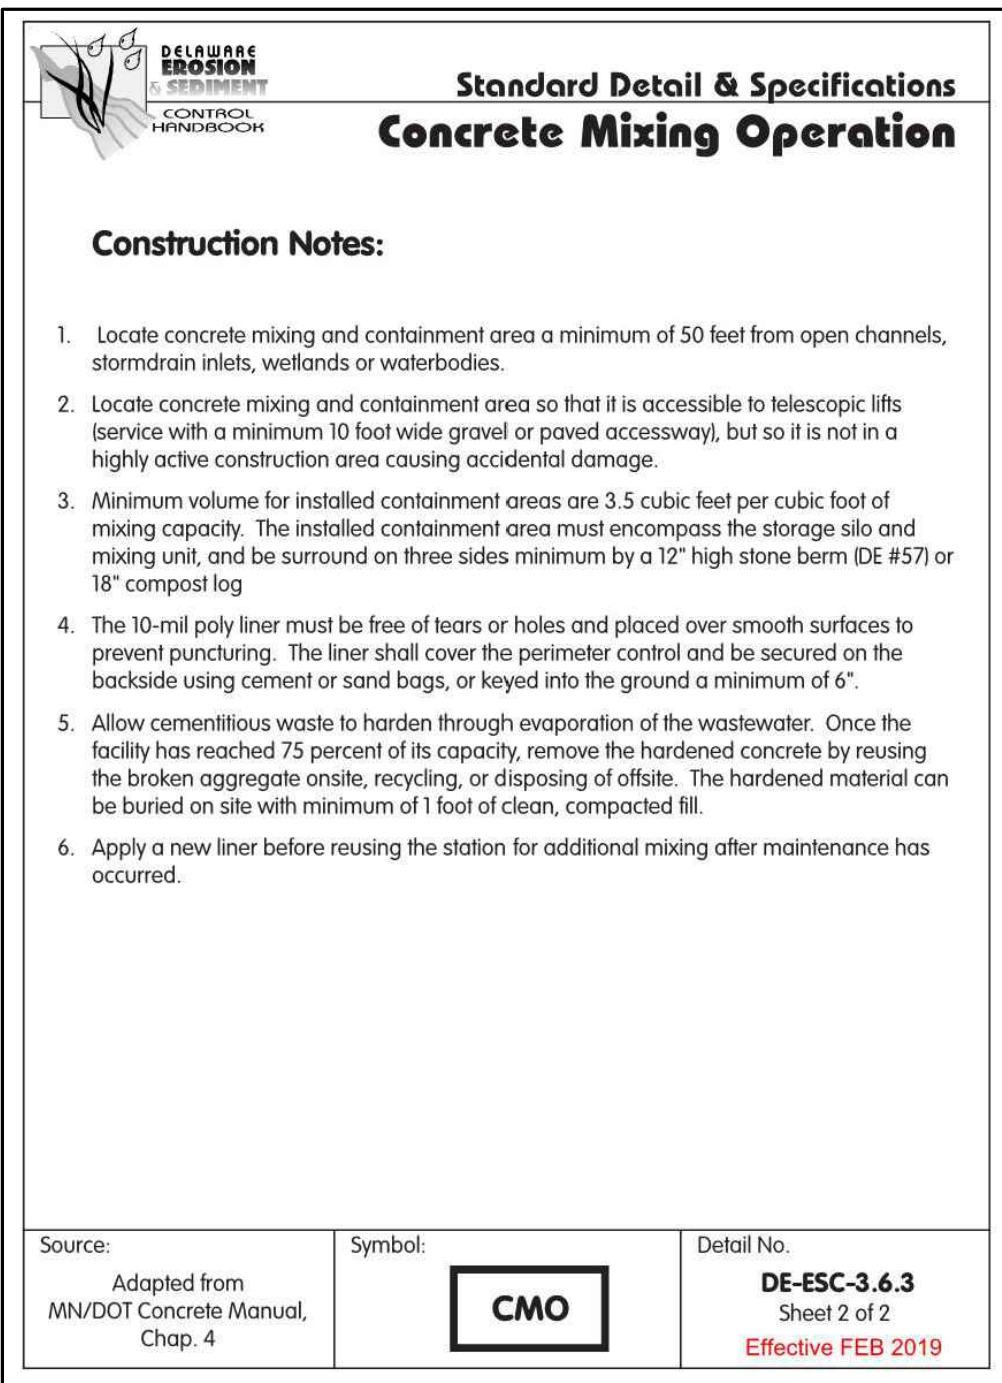 DELAWARE
EROSION
& SEDIMENT
CONTROL
HANDBOOK
Standard Detail & Specifications
Concrete Mixing Operation
Construction Notes:
1. Locate concrete mixing and containment area a minimum of 50 feet from open channels,
stormdrain inlets, wetlands or waterbodies.
2. Locate concrete mixing and containment area so that it is accessible to telescopic lifts
(service with a minimum 10 foot wide gravel or paved accessway), but so it is not in a
highly active construction area causing accidental damage.
3. Minimum volume for installed containment areas are 3.5 cubic feet per cubic foot of
mixing capacity. The installed containment area must encompass the storage silo and
mixing unit, and be surround on three sides minimum by a 12" high stone berm (DE #57) or
18" compost log
4. The 10-mil poly liner must be free of tears or holes and placed over smooth surfaces to
prevent puncturing. The liner shall cover the perimeter control and be secured on the
backside using cement or sand bags, or keyed into the ground a minimum of 6".
5. Allow cementitious waste to harden through evaporation of the wastewater. Once the
facility has reached 75 percent of its capacity, remove the hardened concrete by reusing
the broken aggregate onsite, recycling, or disposing of offsite. The hardened material can
be buried on site with minimum of 1 foot of clean, compacted fill.
6. Apply a new liner before reusing the station for additional mixing after maintenance has
occurred.
Source:
Adapted from
MN/DOT Concrete Manual,
Chap. 4
Symbol:
CMO
Detail No.
DE-ESC-3.6.3
Sheet 2 of 2
Effective FEB 2019